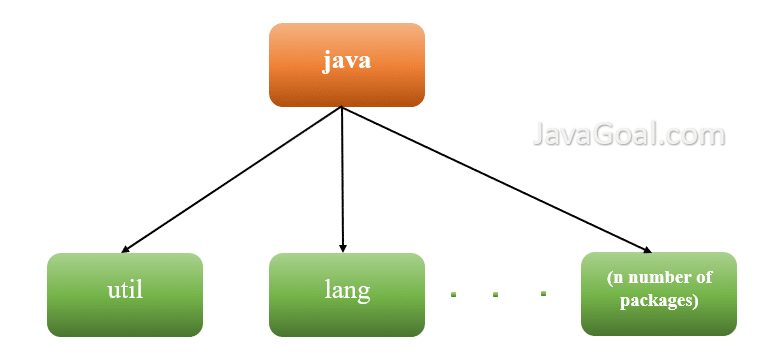 java
JavaGoal.com
util
lang
(n number of
packages)